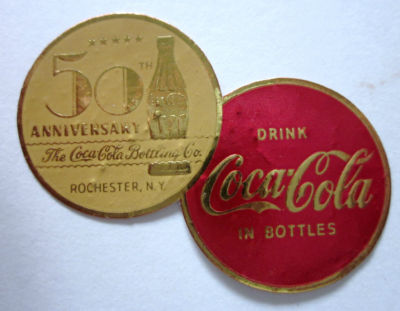 50TH
ANNIVERSARY
The Coca-Cola Bottling Co.
ROCHESTER, N.Y.
DRINK
Coca-Cola
IN BOTTLES